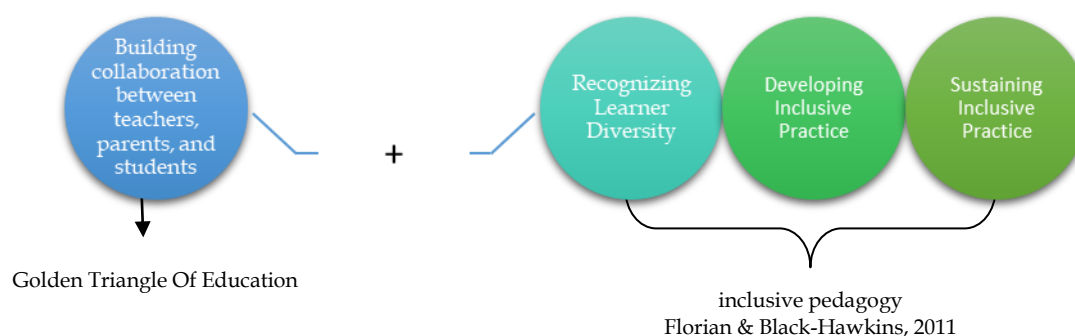 Building
collaboration
between
teachers,
parents, and
students
+
Recognizing
Learner
Diversity
Developing
Inclusive
Practice
Sustaining
Inclusive
Practice
Golden Triangle Of Education
inclusive pedagogy
Florian & Black-Hawkins, 2011